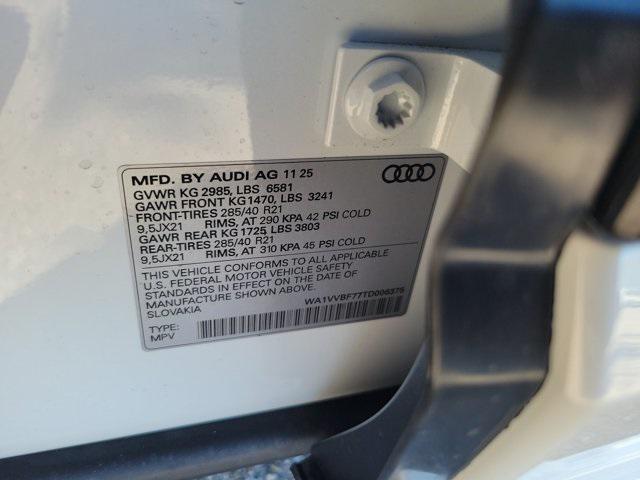 MFD. BY AUDI AG 11 25
GVWR KG 2985, LBS 6581
GAWR FRONT KG1470, LBS 3241
FRONT-TIRES 285/40 R21
9,5JX21 RIMS, AT 290 KPA 42 PSI COLD
GAWR REAR KG 1725, LBS 3803
REAR-TIRES 285/40 R21
9,5JX21 RIMS, AT 310 KPA 45 PSI COLD
THIS VEHICLE CONFORMS TO ALL APPLICABLE
U.S. FEDERAL MOTOR VEHICLE SAFETY
STANDARDS IN EFFECT ON THE DATE OF
MANUFACTURE SHOWN ABOVE.
SLOVAKIA
WA1VVBF77TD006375
TYPE:
MPV